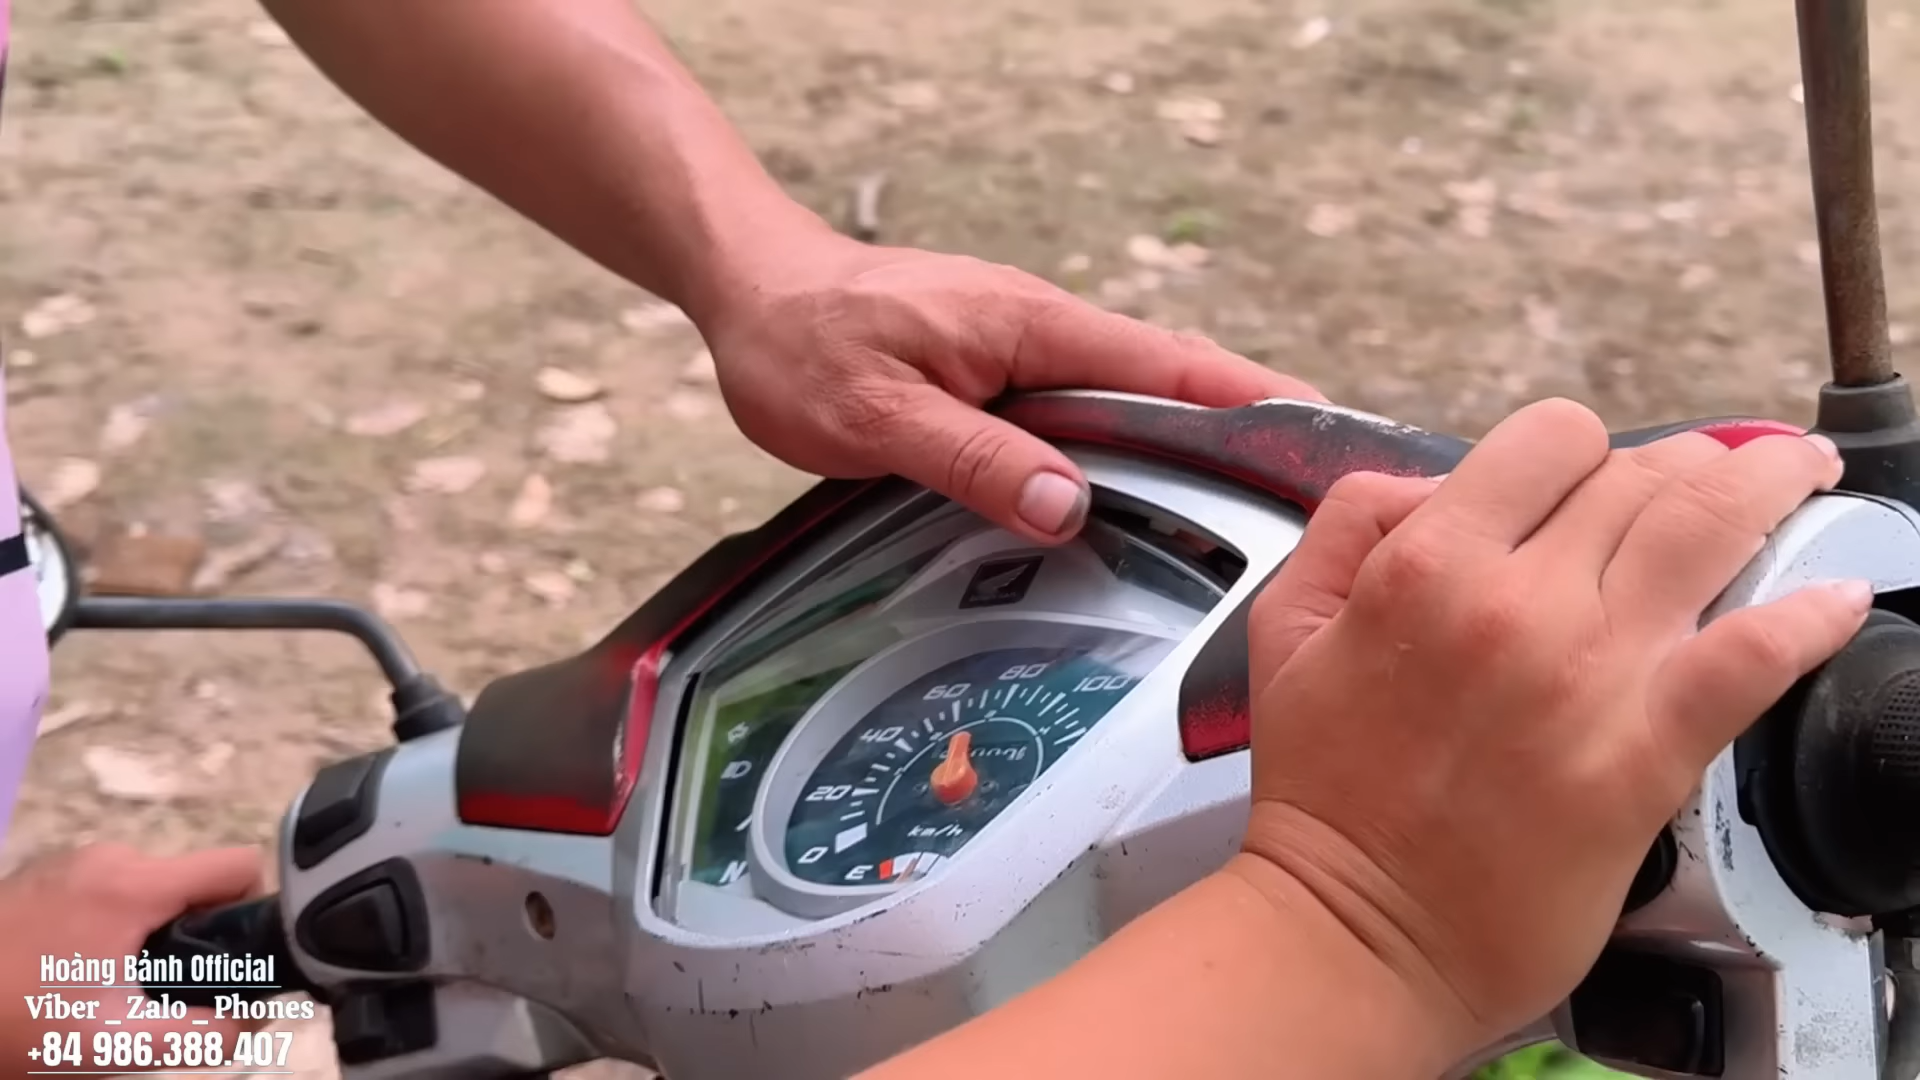 80
60
100
40
20
km/h
0
E
N
Hoàng Bảnh Official
Viber _ Zalo _ Phones
+84 986.388.407